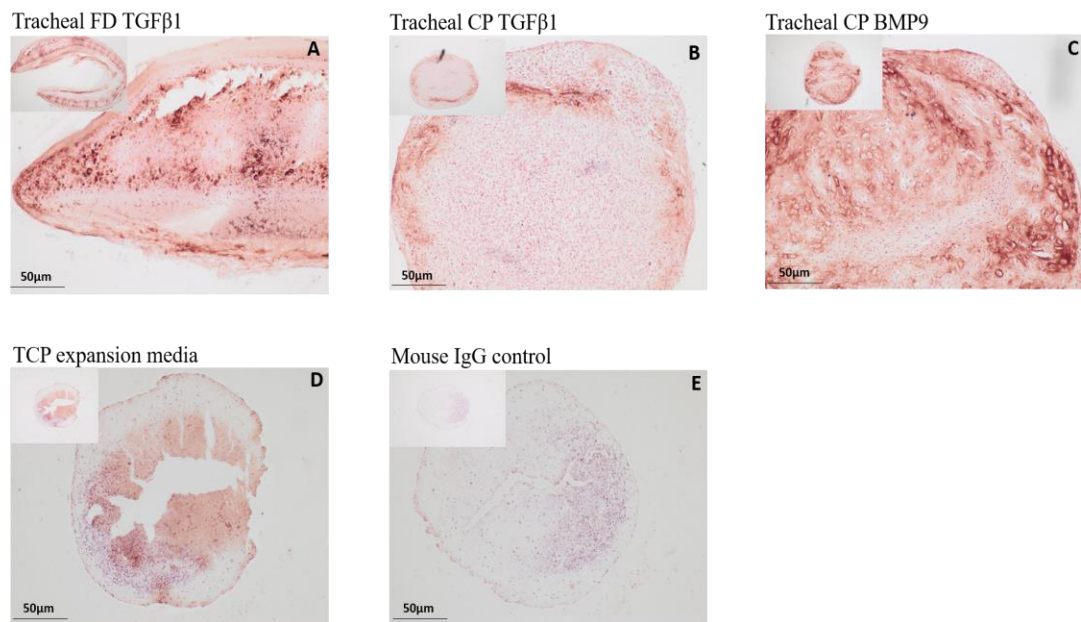 Tracheal FD TGFβ1
A
50µm
Tracheal CP TGFβ1
B
50µm
Tracheal CP BMP9
C
50µm
TCP expansion media
D
50µm
Mouse IgG control
E
50µm